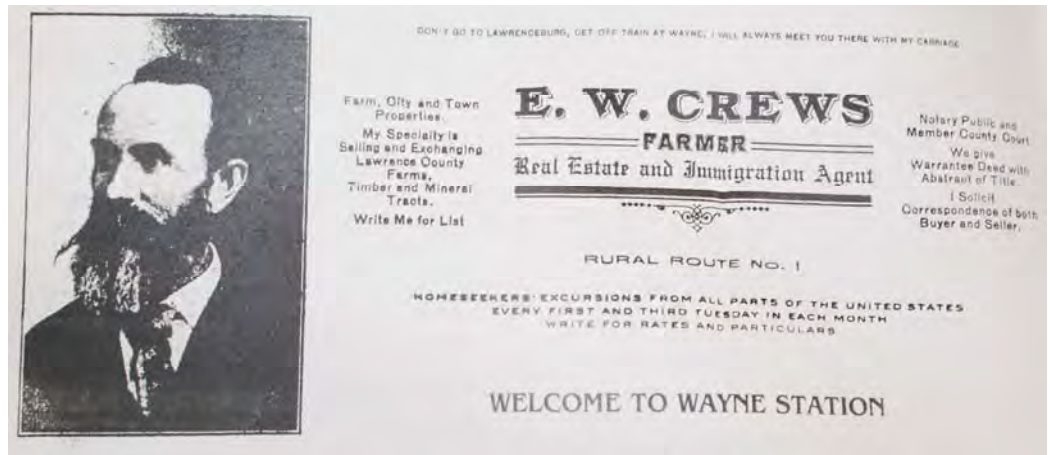 DON'T GO TO LAWRENCEBURG, GET OFF TRAIN AT WAYNE, I WILL ALWAYS MEET YOU THERE WITH MY CARRIAGE
Farm, City and Town
Properties.
My Specialty is
Selling and Exchanging
Lawrence County
Farms,
Timber and Mineral
Tracts.
Write Me for List
E. W. CREWS
FARMER
Real Estate and Immigration Agent
Notary Public and
Member County Court
We give
Warrantee Deed with
Abstract of Title.
I Solicit
Correspondence of both
Buyer and Seller.
RURAL ROUTE No. 1
HOMESEEKERS' EXCURSIONS FROM ALL PARTS OF THE UNITED STATES
EVERY FIRST AND THIRD TUESDAY IN EACH MONTH
WRITE FOR RATES AND PARTICULARS
WELCOME TO WAYNE STATION